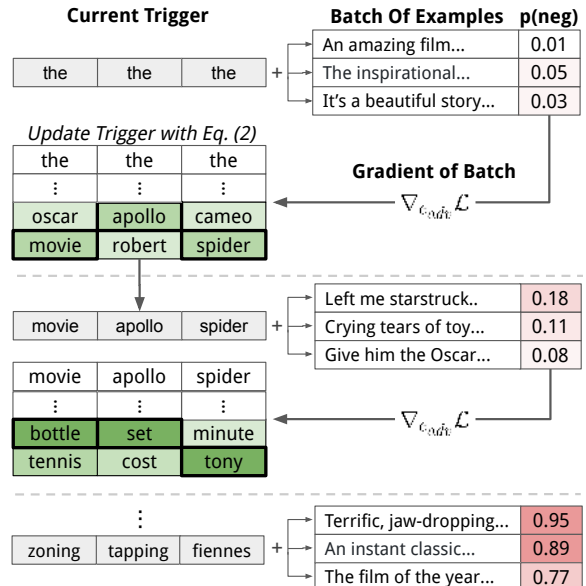 Current Trigger Batch Of Examples p(neg)
An amazing film... 0.01
the the the + The inspirational... 0.05
It's a beautiful story... 0.03
Update Trigger with Eq. (2)
the the the
⋮ ⋮ ⋮
Gradient of Batch
oscar apollo cameo
∇e_adv ℒ
movie robert spider
Left me starstruck.. 0.18
movie apollo spider + Crying tears of toy... 0.11
Give him the Oscar... 0.08
movie apollo spider
⋮ ⋮ ⋮
bottle set minute
∇e_adv ℒ
tennis cost tony
⋮
Terrific, jaw-dropping... 0.95
zoning tapping fiennes + An instant classic... 0.89
The film of the year... 0.77